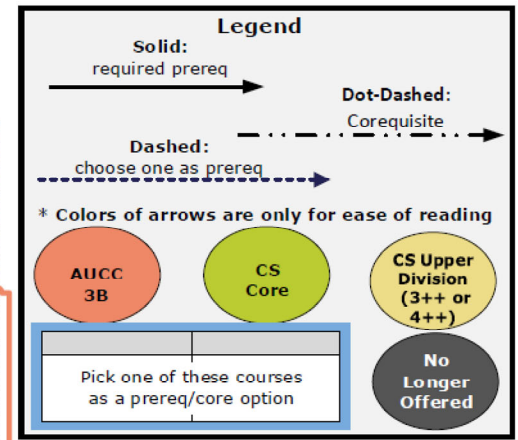 Legend
Solid:
required prereq
Dot-Dashed:
Corequisite
Dashed:
choose one as prereq
* Colors of arrows are only for ease of reading
AUCC
3B
CS
Core
CS Upper
Division
(3++ or
4++)
Pick one of these courses
as a prereq/core option
No
Longer
Offered